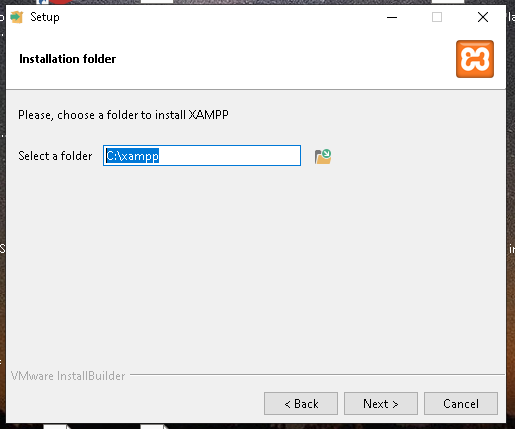 Setup
Installation folder
Please, choose a folder to install XAMPP
Select a folder C:\xampp
VMware InstallBuilder
< Back Next > Cancel